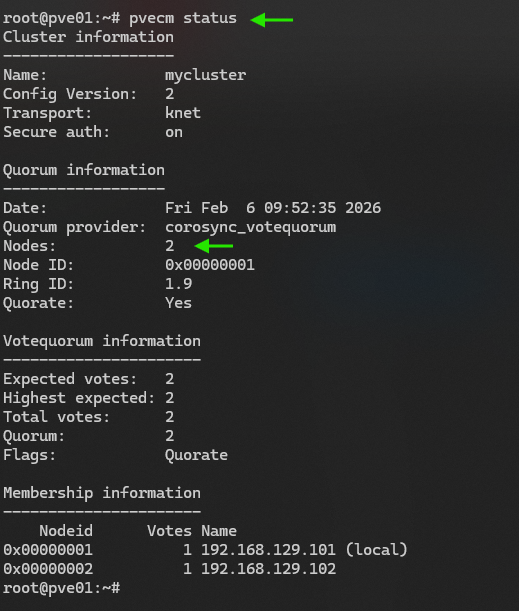 root@pve01:~# pvecm status
Cluster information
-------------------
Name:             mycluster
Config Version:   2
Transport:        knet
Secure auth:      on
Quorum information
------------------
Date:             Fri Feb  6 09:52:35 2026
Quorum provider:  corosync_votequorum
Nodes:            2
Node ID:          0x00000001
Ring ID:          1.9
Quorate:          Yes
Votequorum information
----------------------
Expected votes:   2
Highest expected: 2
Total votes:      2
Quorum:           2
Flags:            Quorate
Membership information
----------------------
    Nodeid      Votes Name
0x00000001          1 192.168.129.101 (local)
0x00000002          1 192.168.129.102
root@pve01:~#